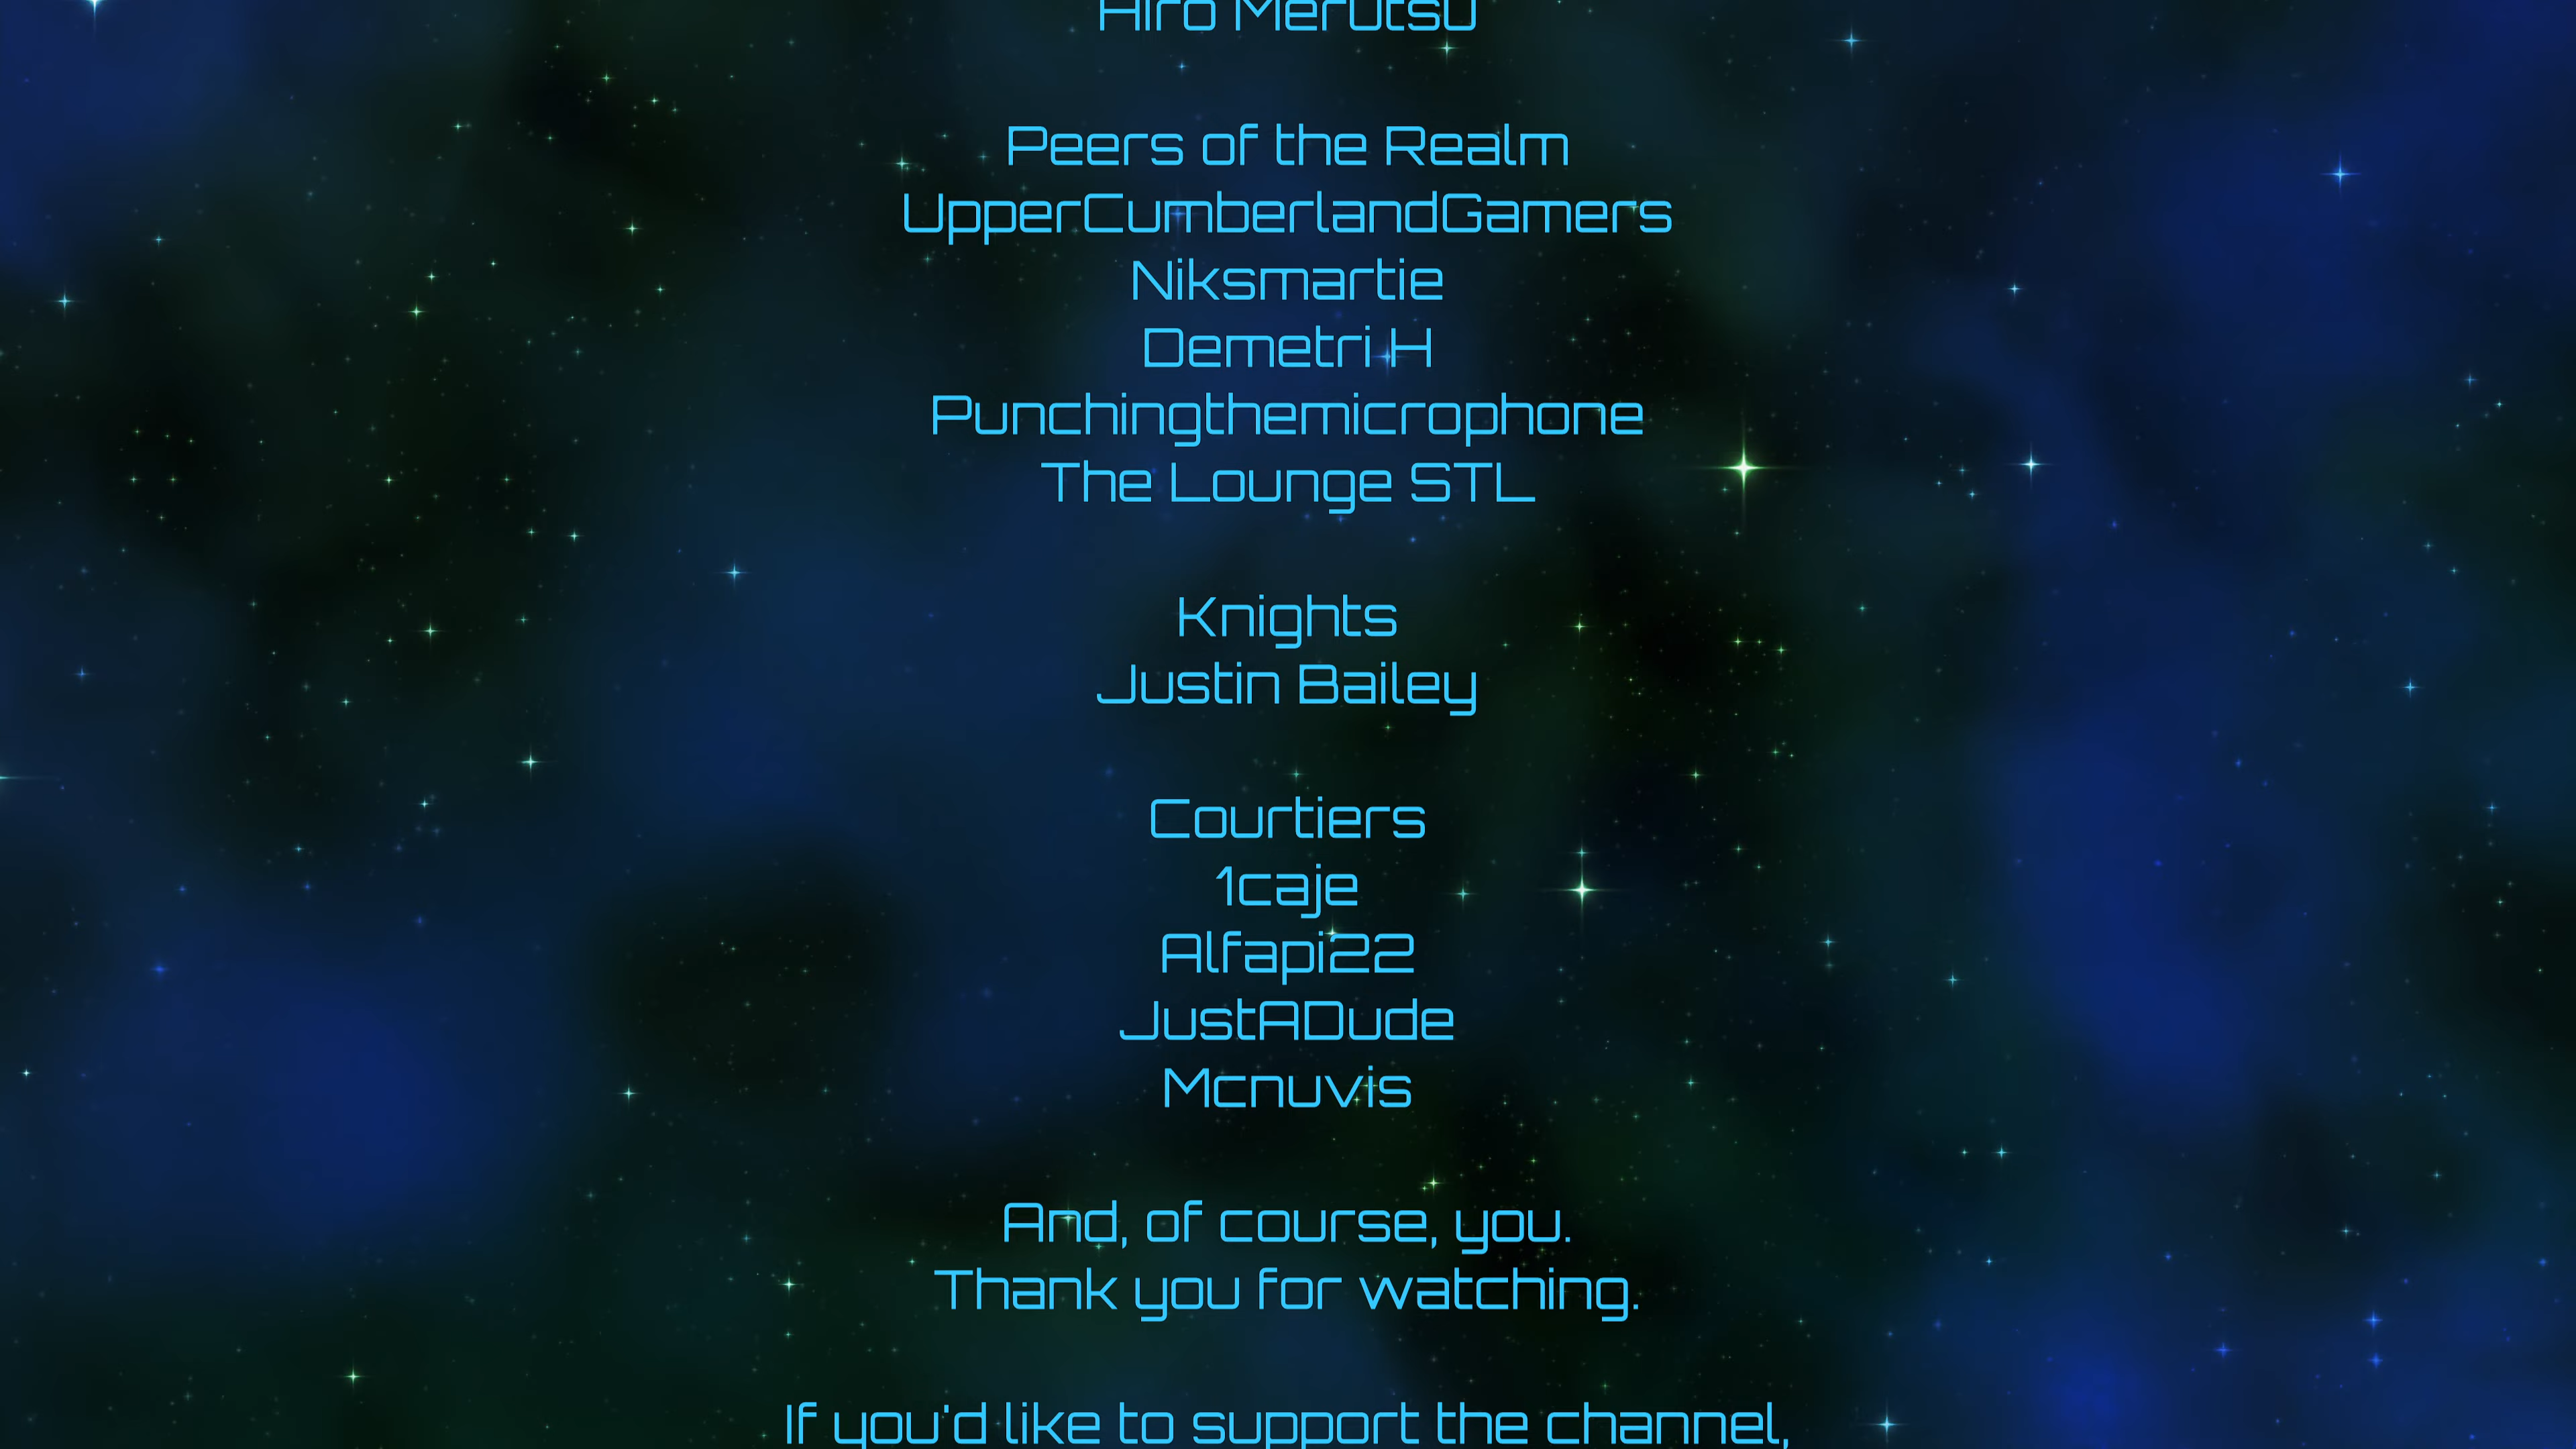 Merutsu
Peers of the Realm
UpperCumberlandGamers
Niksmartie
Demetri H
Punchingthemicrophone
The Lounge STL
Knights
Justin Bailey
Courtiers
1caje
Alfapi22
JustADude
Mcnuvis
And, of course, you.
Thank you for watching.
If you'd like to support the channel,